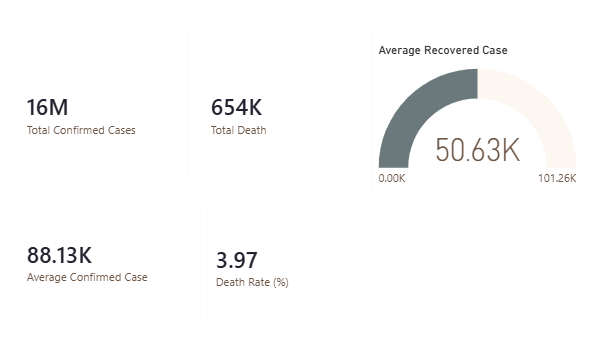 16M
Total Confirmed Cases
654K
Total Death
Average Recovered Case
50.63K
0.00K
101.26K
88.13K
Average Confirmed Case
3.97
Death Rate (%)